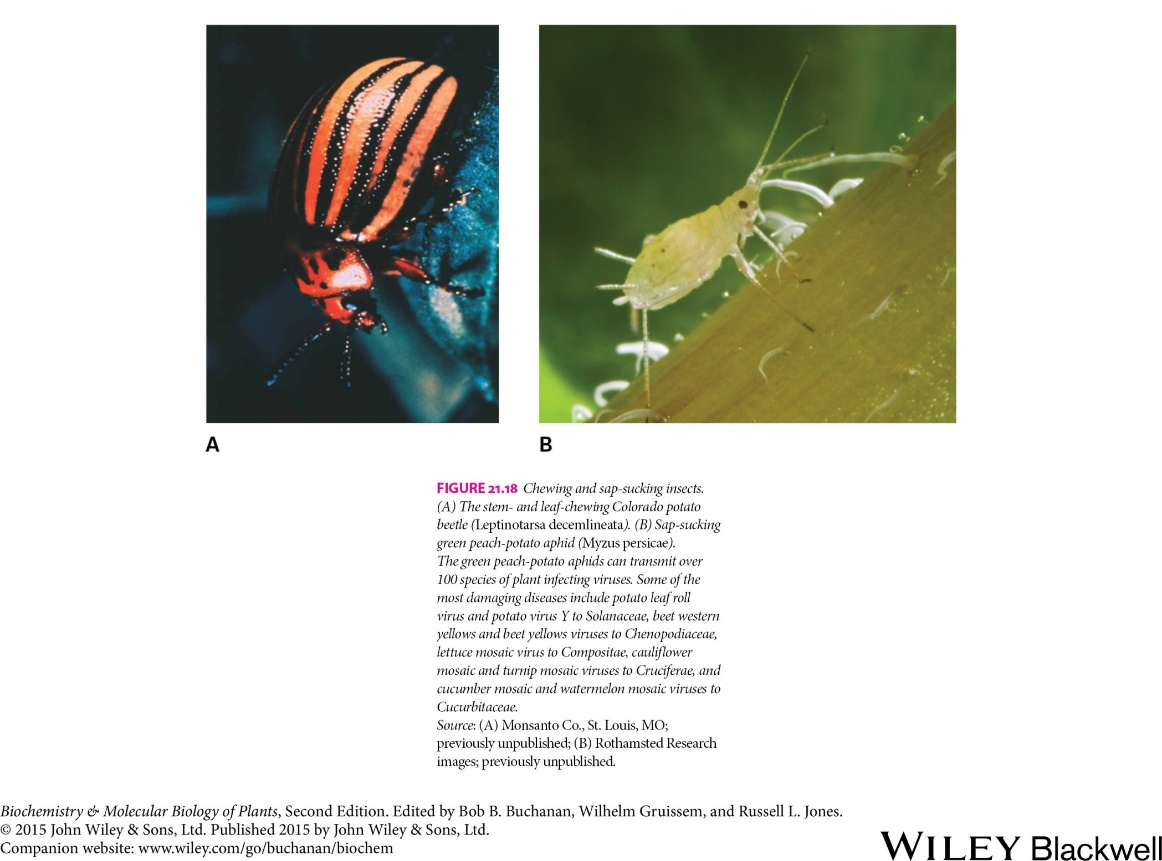 A
B
FIGURE 21.18 Chewing and sap-sucking insects.
(A) The stem- and leaf-chewing Colorado potato
beetle (Leptinotarsa decemlineata). (B) Sap-sucking
green peach-potato aphid (Myzus persicae).
The green peach-potato aphids can transmit over
100 species of plant infecting viruses. Some of the
most damaging diseases include potato leaf roll
virus and potato virus Y to Solanaceae, beet western
yellows and beet yellows viruses to Chenopodiaceae,
lettuce mosaic virus to Compositae, cauliflower
mosaic and turnip mosaic viruses to Cruciferae, and
cucumber mosaic and watermelon mosaic viruses to
Cucurbitaceae.
Source: (A) Monsanto Co., St. Louis, MO;
previously unpublished; (B) Rothamsted Research
images; previously unpublished.
Biochemistry & Molecular Biology of Plants, Second Edition. Edited by Bob B. Buchanan, Wilhelm Gruissem, and Russell L. Jones.
© 2015 John Wiley & Sons, Ltd. Published 2015 by John Wiley & Sons, Ltd.
Companion website: www.wiley.com/go/buchanan/biochem
WILEY Blackwell